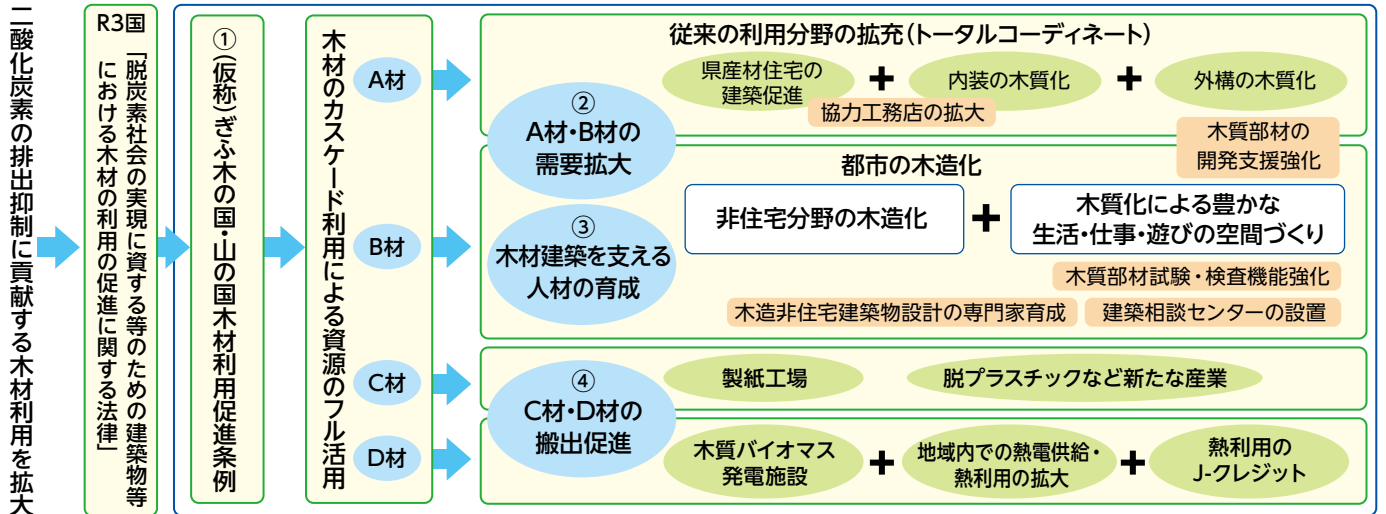 二酸化炭素の排出抑制に貢献する木材利用を拡大
R3国
「脱炭素社会の実現に資する等のための建築物等
における木材の利用の促進に関する法律」
①(仮称)ぎふ木の国・山の国木材利用促進条例
木材のカスケード利用による資源のフル活用
A材
B材
C材
D材
②
A材・B材の
需要拡大
③
木材建築を支える
人材の育成
④
C材・D材の
搬出促進
従来の利用分野の拡充(トータルコーディネート)
県産材住宅の
建築促進
+
内装の木質化
+
外構の木質化
協力工務店の拡大
木質部材の
開発支援強化
都市の木造化
非住宅分野の木造化
+
木質化による豊かな
生活・仕事・遊びの空間づくり
木質部材試験・検査機能強化
木造非住宅建築物設計の専門家育成
建築相談センターの設置
製紙工場
脱プラスチックなど新たな産業
木質バイオマス
発電施設
+
地域内での熱電供給・
熱利用の拡大
+
熱利用の
J-クレジット